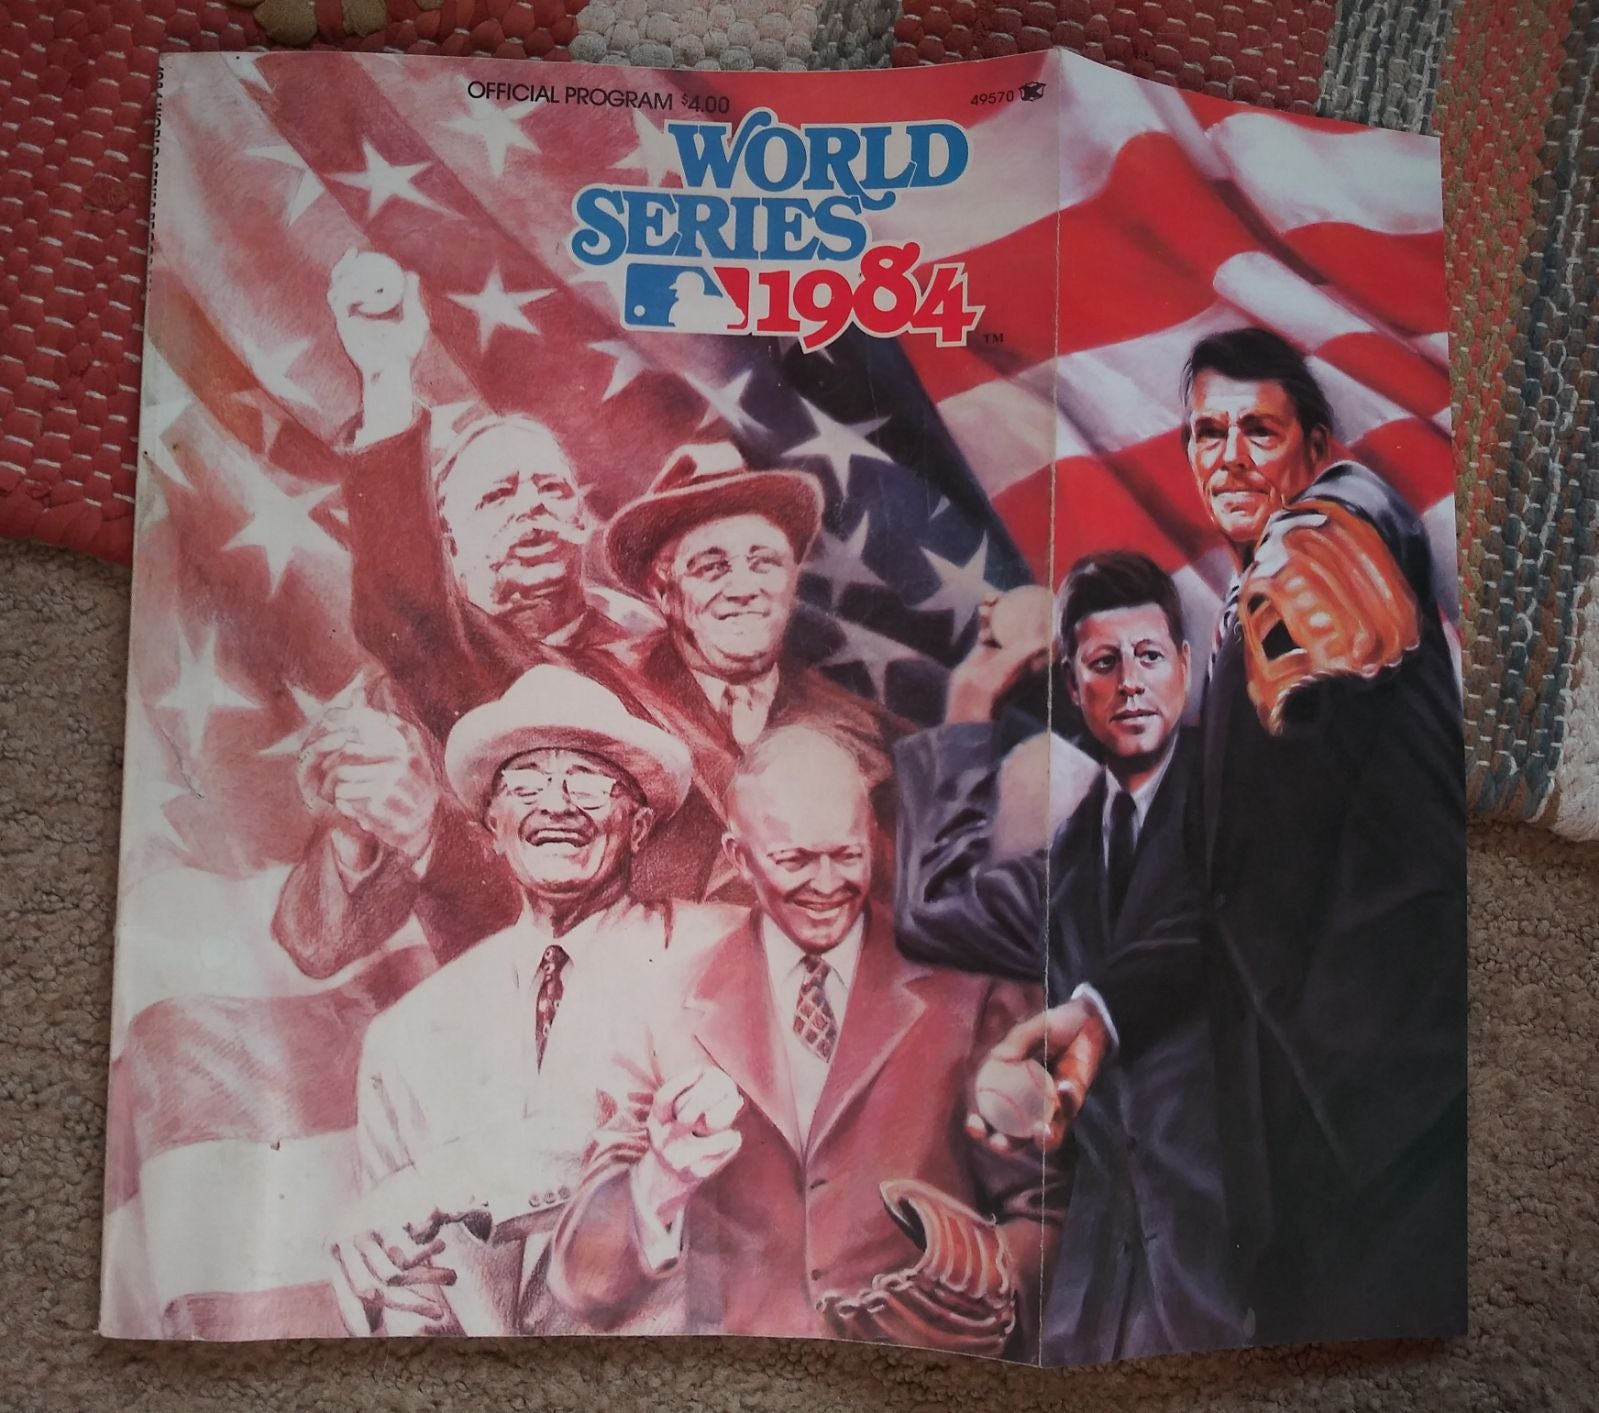 OFFICIAL PROGRAM $4.00
49570
WORLD
SERIES
1984
TM